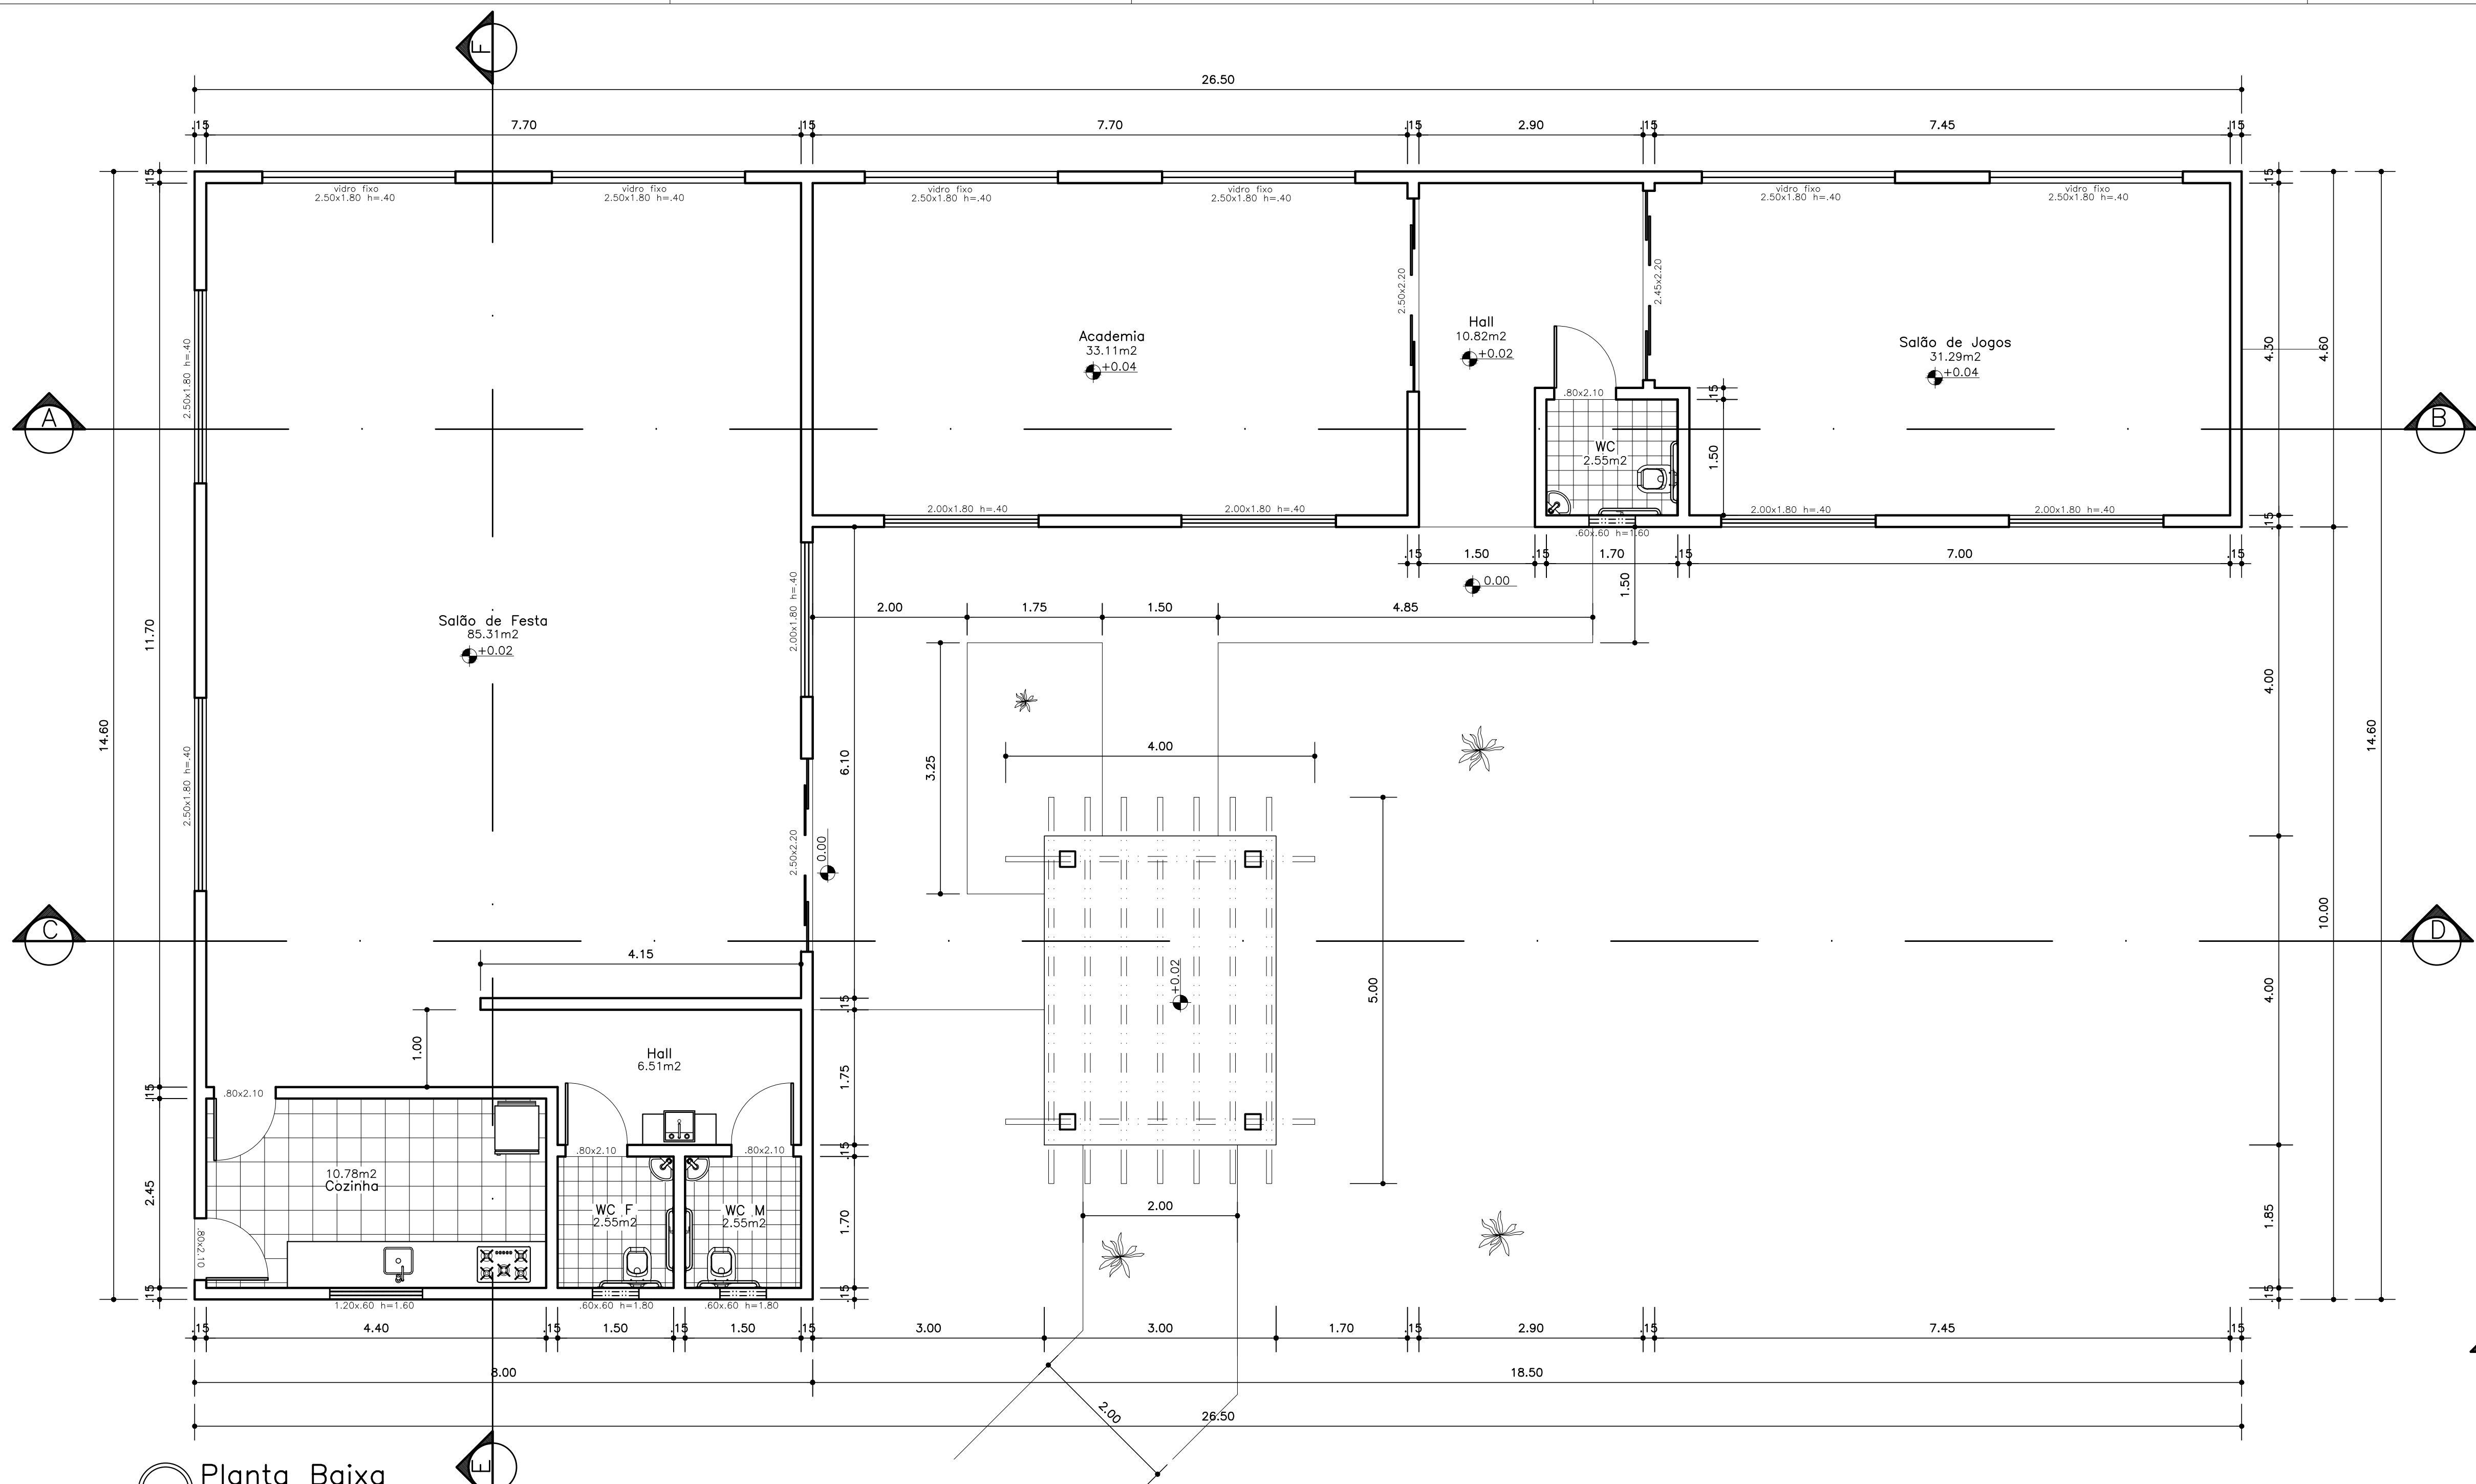 F
26.50
.15
7.70
.15
7.70
.15
2.90
.15
7.45
.15
.15
vidro fixo
2.50x1.80 h=.40
vidro fixo
2.50x1.80 h=.40
vidro fixo
2.50x1.80 h=.40
vidro fixo
2.50x1.80 h=.40
vidro fixo
2.50x1.80 h=.40
vidro fixo
2.50x1.80 h=.40
.15
2.50x2.20
2.45x2.20
Hall
10.82m2
+0.02
Academia
33.11m2
+0.04
Salão de Jogos
31.29m2
+0.04
4.30
4.60
2.50x1.80 h=.40
.80x2.10
.15
A
B
WC
2.55m2
1.50
2.00x1.80 h=.40
2.00x1.80 h=.40
2.00x1.80 h=.40
2.00x1.80 h=.40
.15
.60x.60 h=1.60
.15
1.50
.15
1.70
.15
7.00
.15
0.00
1.50
2.00
1.75
1.50
4.85
2.00x1.80 h=.40
Salão de Festa
85.31m2
+0.02
11.70
14.60
4.00
14.60
2.50x1.80 h=.40
6.10
3.25
4.00
2.50x2.20
0.00
10.00
C
D
4.15
+0.02
5.00
4.00
.15
1.00
Hall
6.51m2
1.75
.15
.80x2.10
.80x2.10
.80x2.10
.15
10.78m2
Cozinha
2.45
WC F
2.55m2
WC M
2.55m2
1.70
2.00
1.85
.80x2.10
.15
.15
.15
1.20x.60 h=1.60
.60x.60 h=1.80
.60x.60 h=1.80
.15
4.40
.15
1.50
.15
1.50
.15
3.00
3.00
1.70
.15
2.90
.15
7.45
.15
8.00
18.50
2.00
26.50
E
Planta Baixa